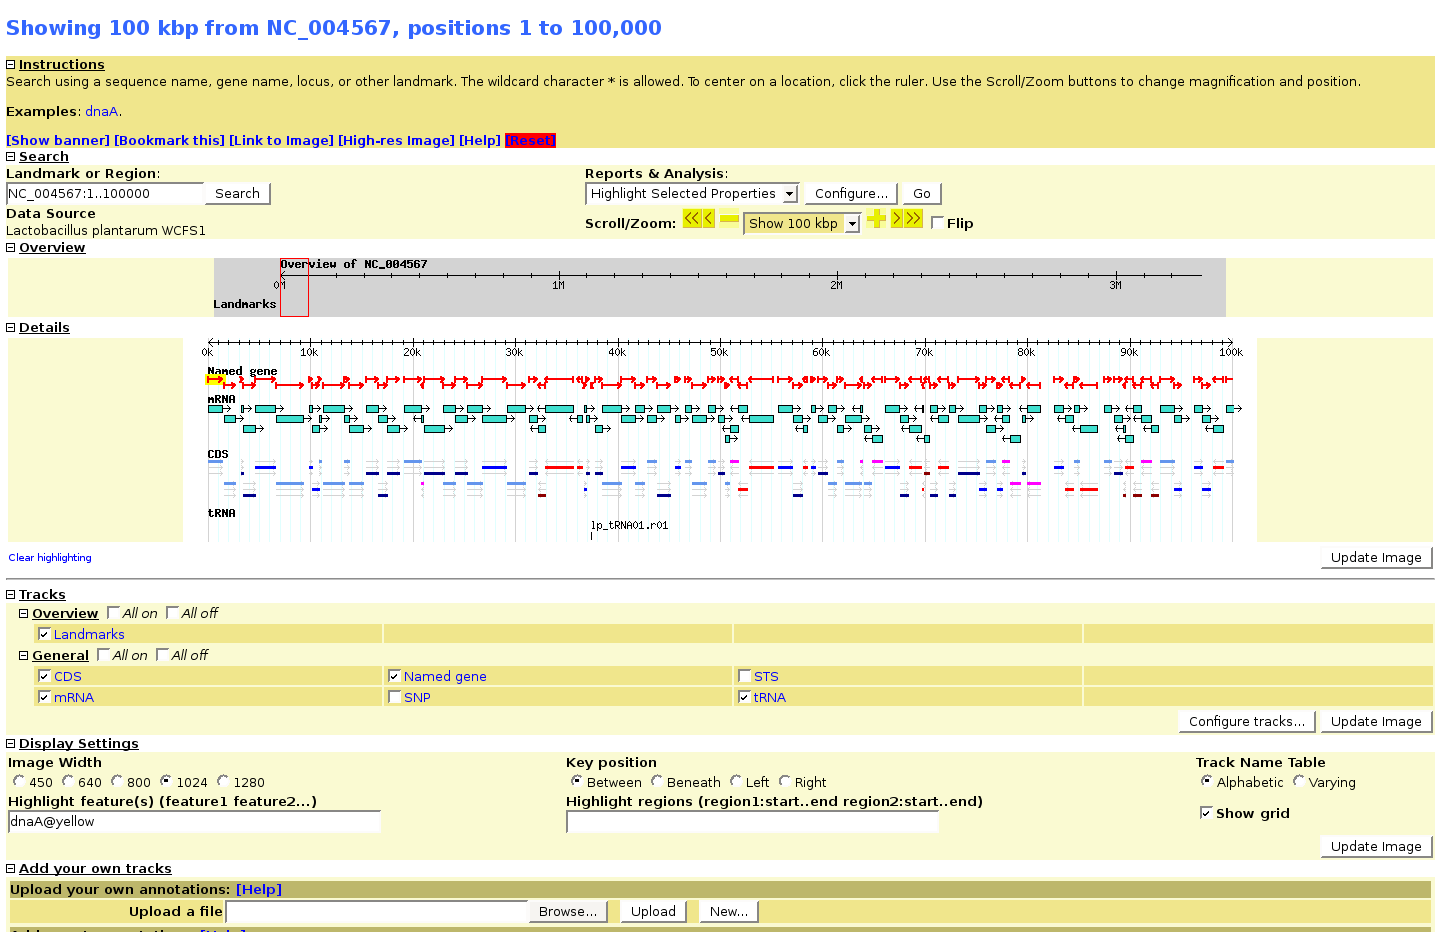 Showing 100 kbp from NC_004567, positions 1 to 100,000
Instructions
Search using a sequence name, gene name, locus, or other landmark. The wildcard character * is allowed. To center on a location, click the ruler. Use the Scroll/Zoom buttons to change magnification and position.
Examples: dnaA.
[Show banner] [Bookmark this] [Link to Image] [High-res Image] [Help] [Reset]
Search
Landmark or Region: Reports & Analysis:
NC_004567:1..100000 Search Highlight Selected Properties Configure... Go
Data Source Scroll/Zoom: Show 100 kbp Flip
Lactobacillus plantarum WCFS1
Overview
Overview of NC_004567
0M 1M 2M 3M
Landmarks
Details
0k 10k 20k 30k 40k 50k 60k 70k 80k 90k 100k
Named gene
mRNA
CDS
tRNA
lp_tRNA01.r01
Clear highlighting Update Image
Tracks
Overview All on All off
Landmarks
General All on All off
CDS Named gene STS
mRNA SNP tRNA
Configure tracks... Update Image
Display Settings
Image Width Key position Track Name Table
450 640 800 1024 1280 Between Beneath Left Right Alphabetic Varying
Highlight feature(s) (feature1 feature2...) Highlight regions (region1:start..end region2:start..end)
dnaA@yellow Show grid
Update Image
Add your own tracks
Upload your own annotations: [Help]
Upload a file Browse... Upload New...